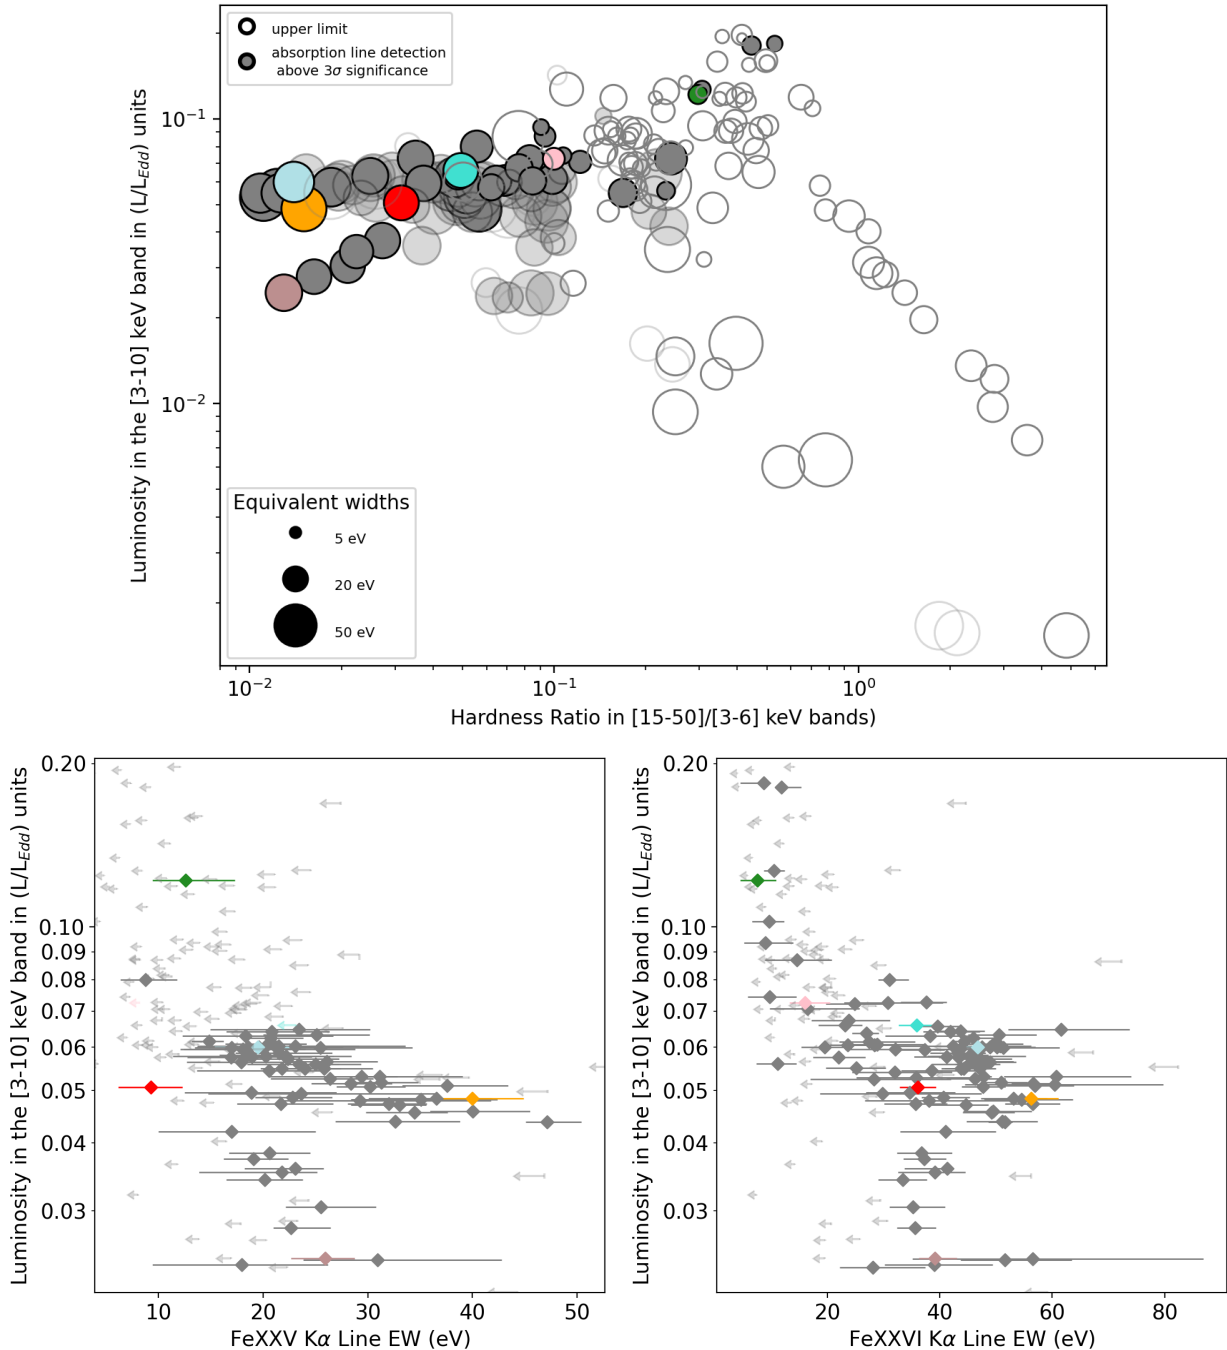 upper limit
absorption line detection
above 3σ significance
10⁻¹
10⁻²
Luminosity in the [3-10] keV band in (L/L_Edd) units
Equivalent widths
5 eV
20 eV
50 eV
10⁻² 10⁻¹ 10⁰
Hardness Ratio in [15-50]/[3-6] keV bands)
0.20
0.10
0.09
0.08
0.07
0.06
0.05
0.04
0.03
Luminosity in the [3-10] keV band in (L/L_Edd) units
10 20 30 40 50
FeXXV Kα Line EW (eV)
0.20
0.10
0.09
0.08
0.07
0.06
0.05
0.04
0.03
Luminosity in the [3-10] keV band in (L/L_Edd) units
20 40 60 80
FeXXVI Kα Line EW (eV)